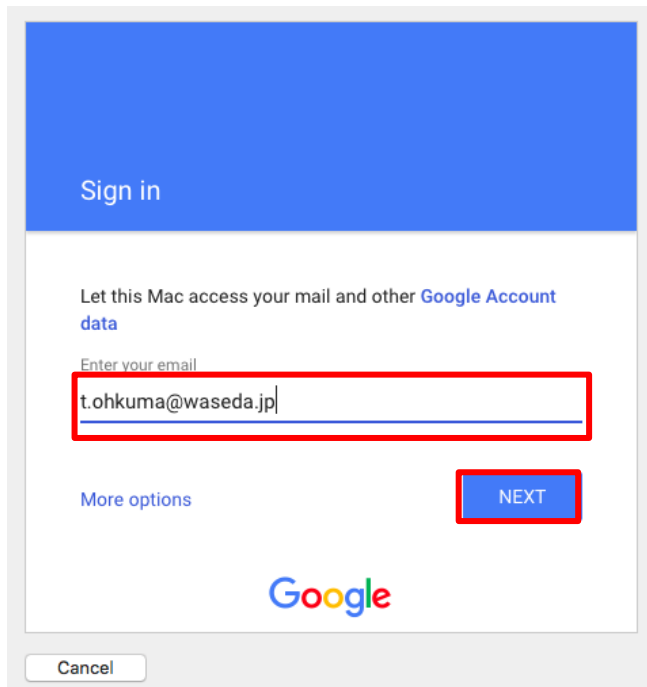 Sign in
Let this Mac access your mail and other Google Account
data
Enter your email
t.ohkuma@waseda.jp
More options
NEXT
Google
Cancel